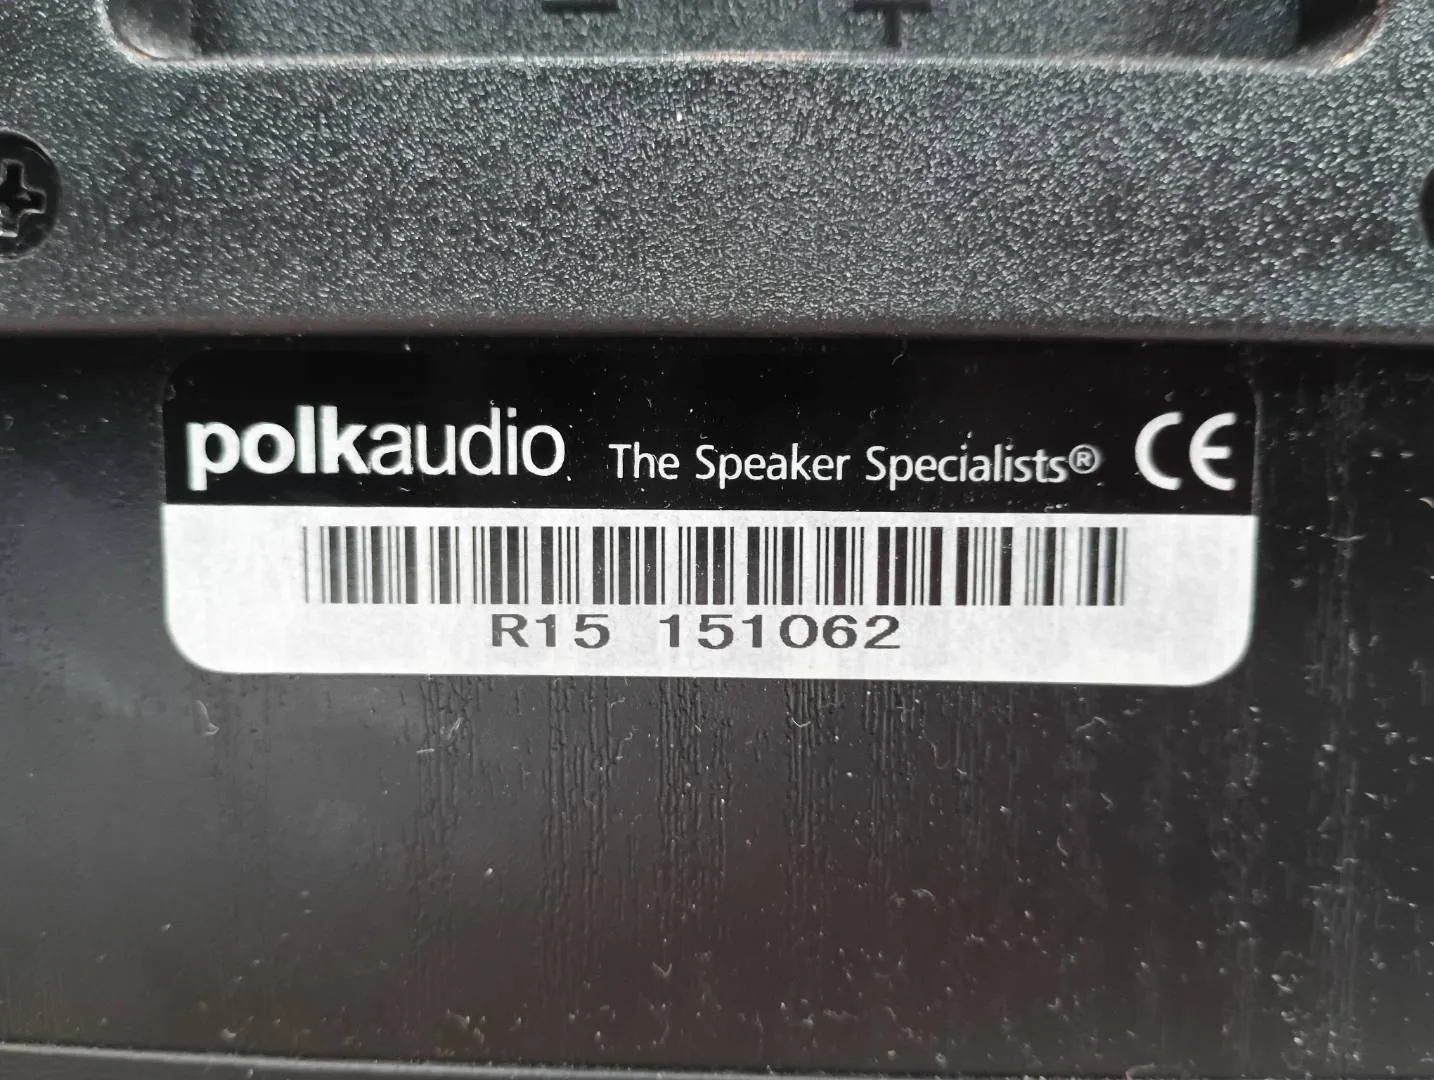 polkaudio The Speaker Specialists® CE
R15 151062